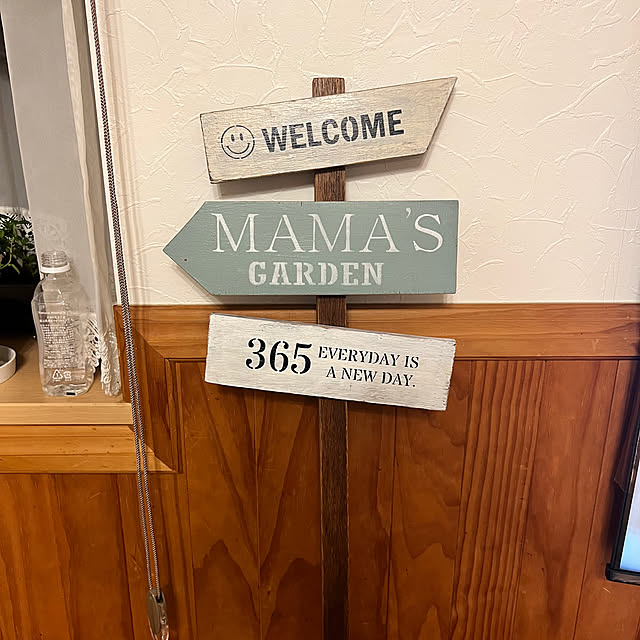 WELCOME
MAMA'S
GARDEN
365 EVERYDAY IS
A NEW DAY.